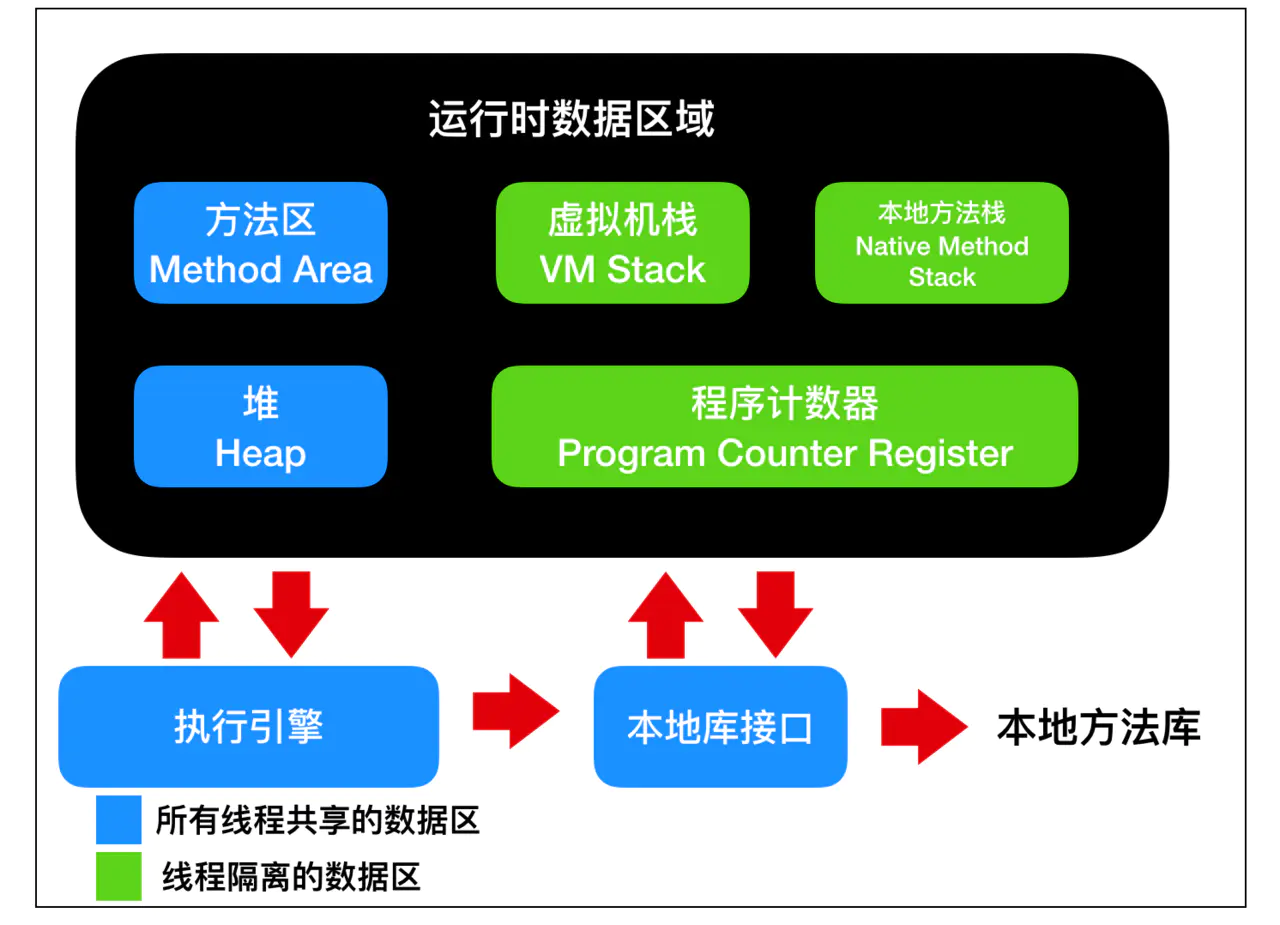 运行时数据区域
方法区
Method Area
虚拟机栈
VM Stack
本地方法栈
Native Method
Stack
堆
Heap
程序计数器
Program Counter Register
执行引擎
本地库接口
本地方法库
所有线程共享的数据区
线程隔离的数据区